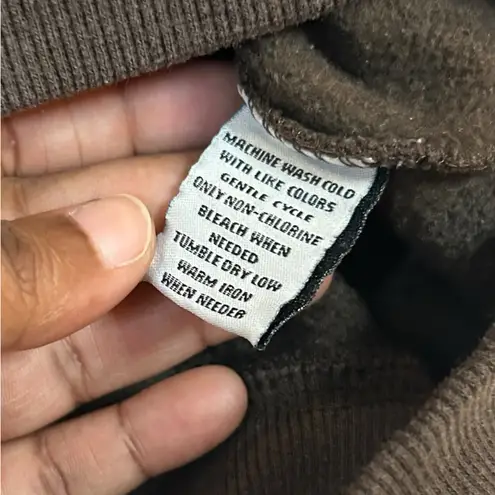 MACHINE WASH COLD
WITH LIKE COLORS
GENTLE CYCLE
ONLY NON-CHLORINE
BLEACH WHEN
NEEDED
TUMBLE DRY LOW
WARM IRON
WHEN NEEDER